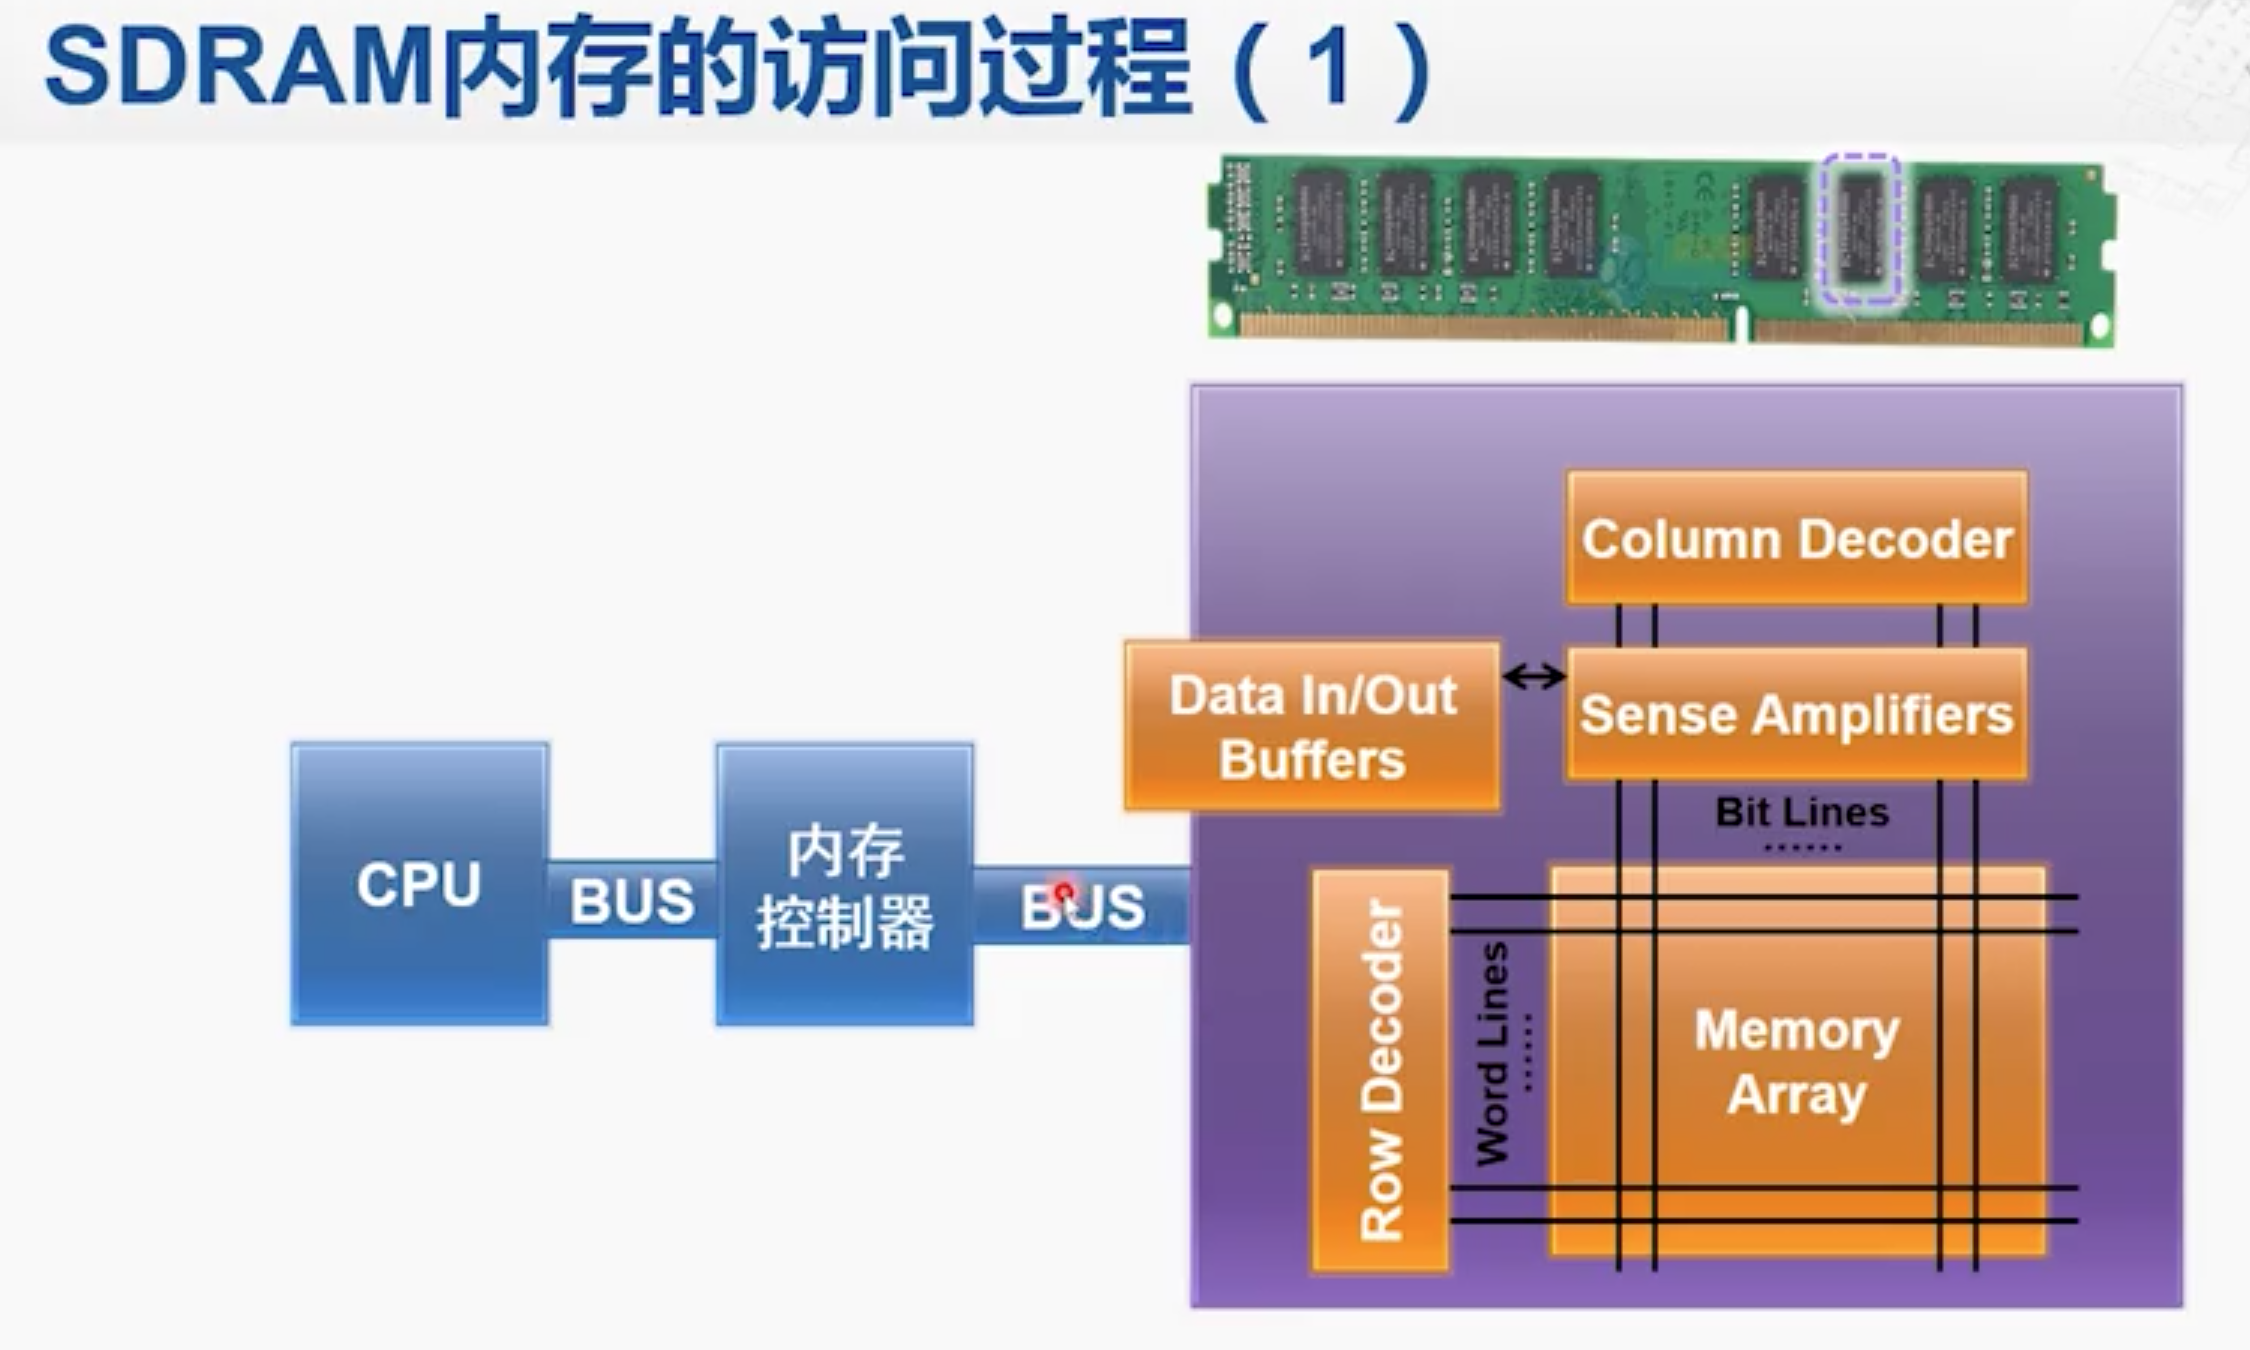 SDRAM内存的访问过程（1）
Column Decoder
Data In/Out
Buffers
Sense Amplifiers
Bit Lines
......
CPU
BUS
内存
控制器
BUS
Row Decoder
Word Lines
......
Memory
Array